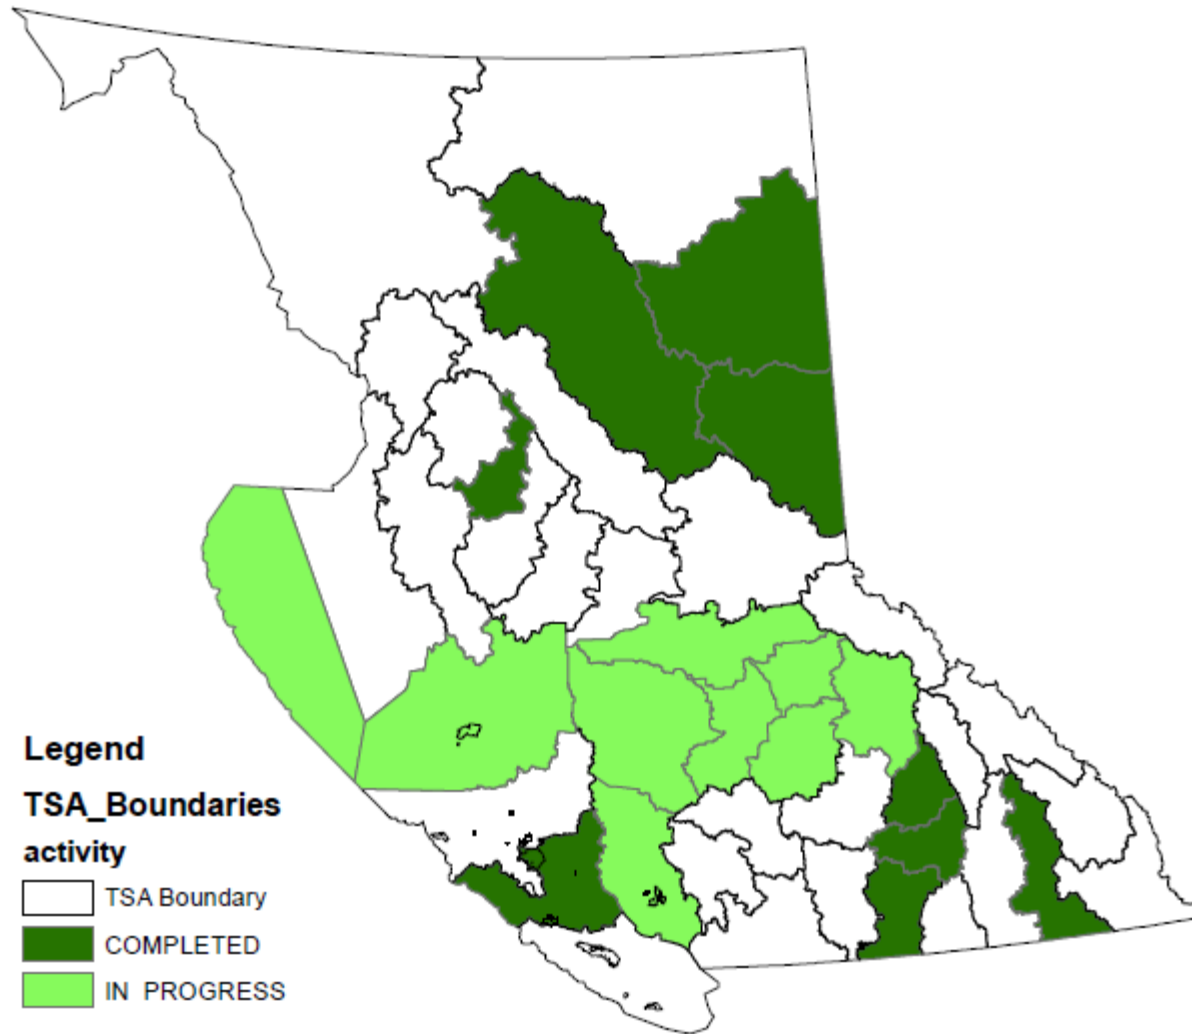 Legend
TSA_Boundaries
activity
TSA Boundary
COMPLETED
IN PROGRESS